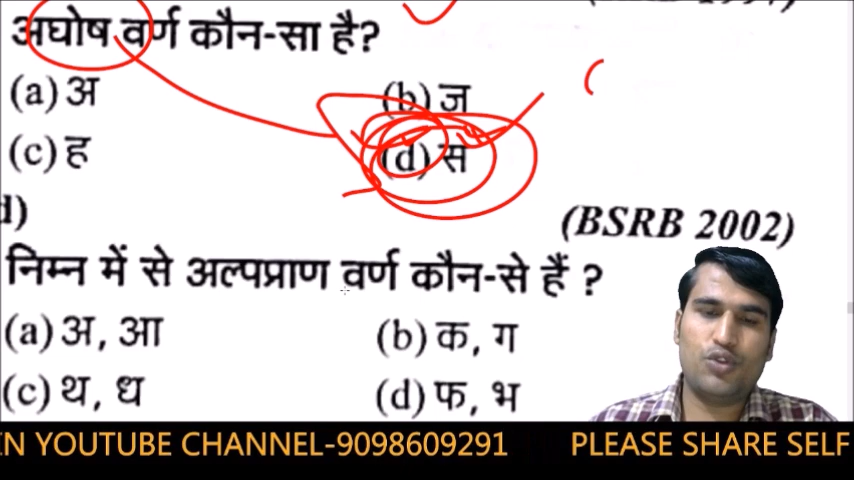 अघोष वर्ण कौन-सा है?
(a) अ (b) ज
(c) ह (d) स
(BSRB 2002)
निम्न में से अल्पप्राण वर्ण कौन-से हैं ?
(a) अ, आ (b) क, ग
(c) थ, ध (d) फ, भ
N YOUTUBE CHANNEL-9098609291 PLEASE SHARE SELF